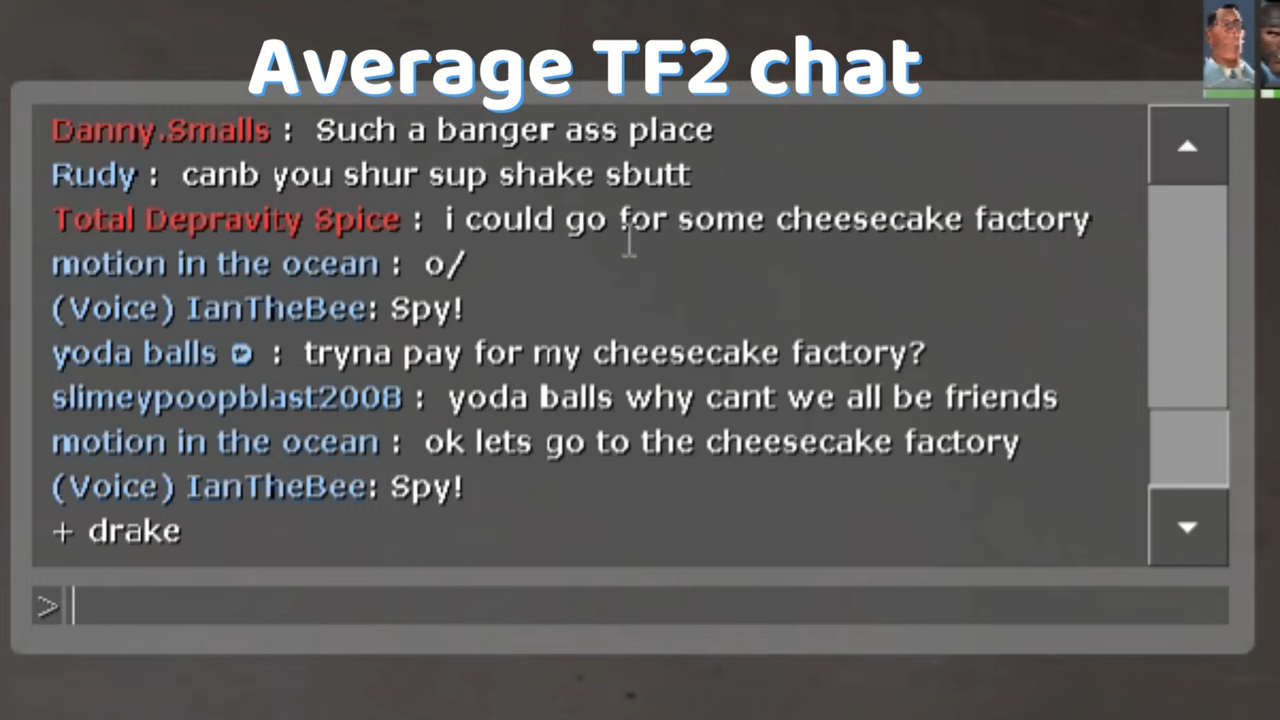 Average TF2 chat
Danny.Smalls :  Such a banger ass place
Rudy :  canb you shur sup shake sbutt
Total Depravity Spice :  i could go for some cheesecake factory
motion in the ocean :  o/
(Voice) IanTheBee: Spy!
yoda balls :  tryna pay for my cheesecake factory?
slimeypoopblast2008 :  yoda balls why cant we all be friends
motion in the ocean :  ok lets go to the cheesecake factory
(Voice) IanTheBee: Spy!
+ drake
>